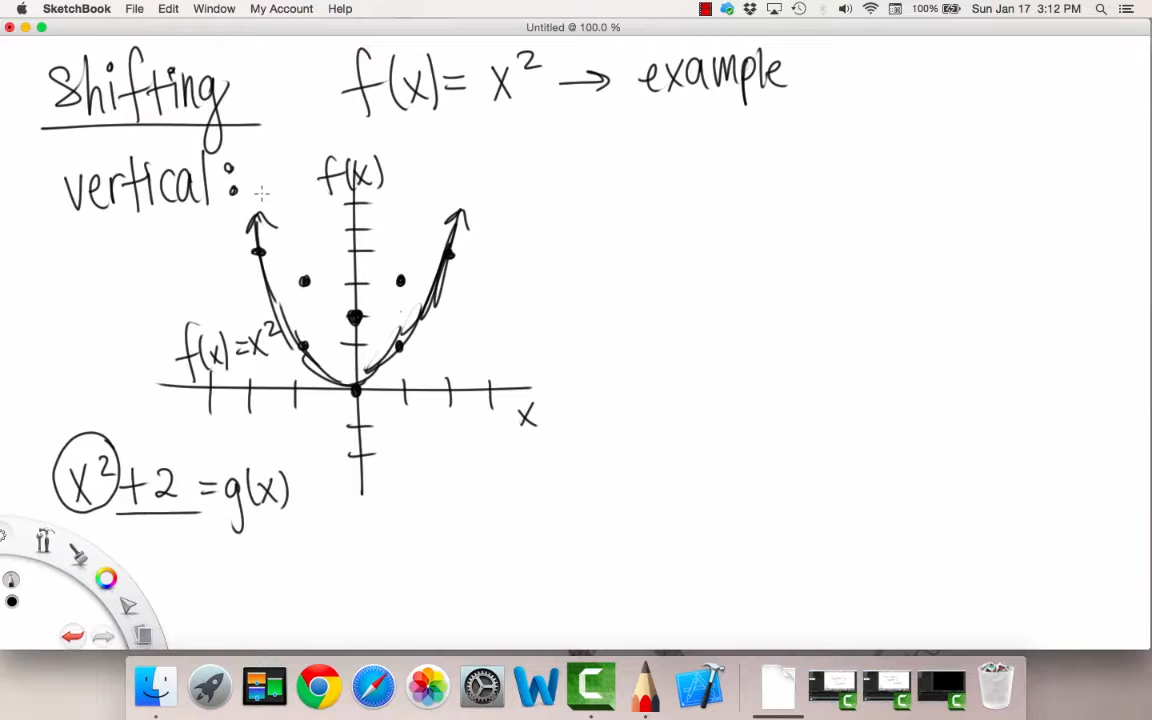 SketchBook File Edit Window My Account Help 100% Sun Jan 17 3:12 PM
Untitled @ 100.0 %
Shifting f(x)= x² → example
vertical:
f(x)
f(x)=x²
x
x² +2 = g(x)